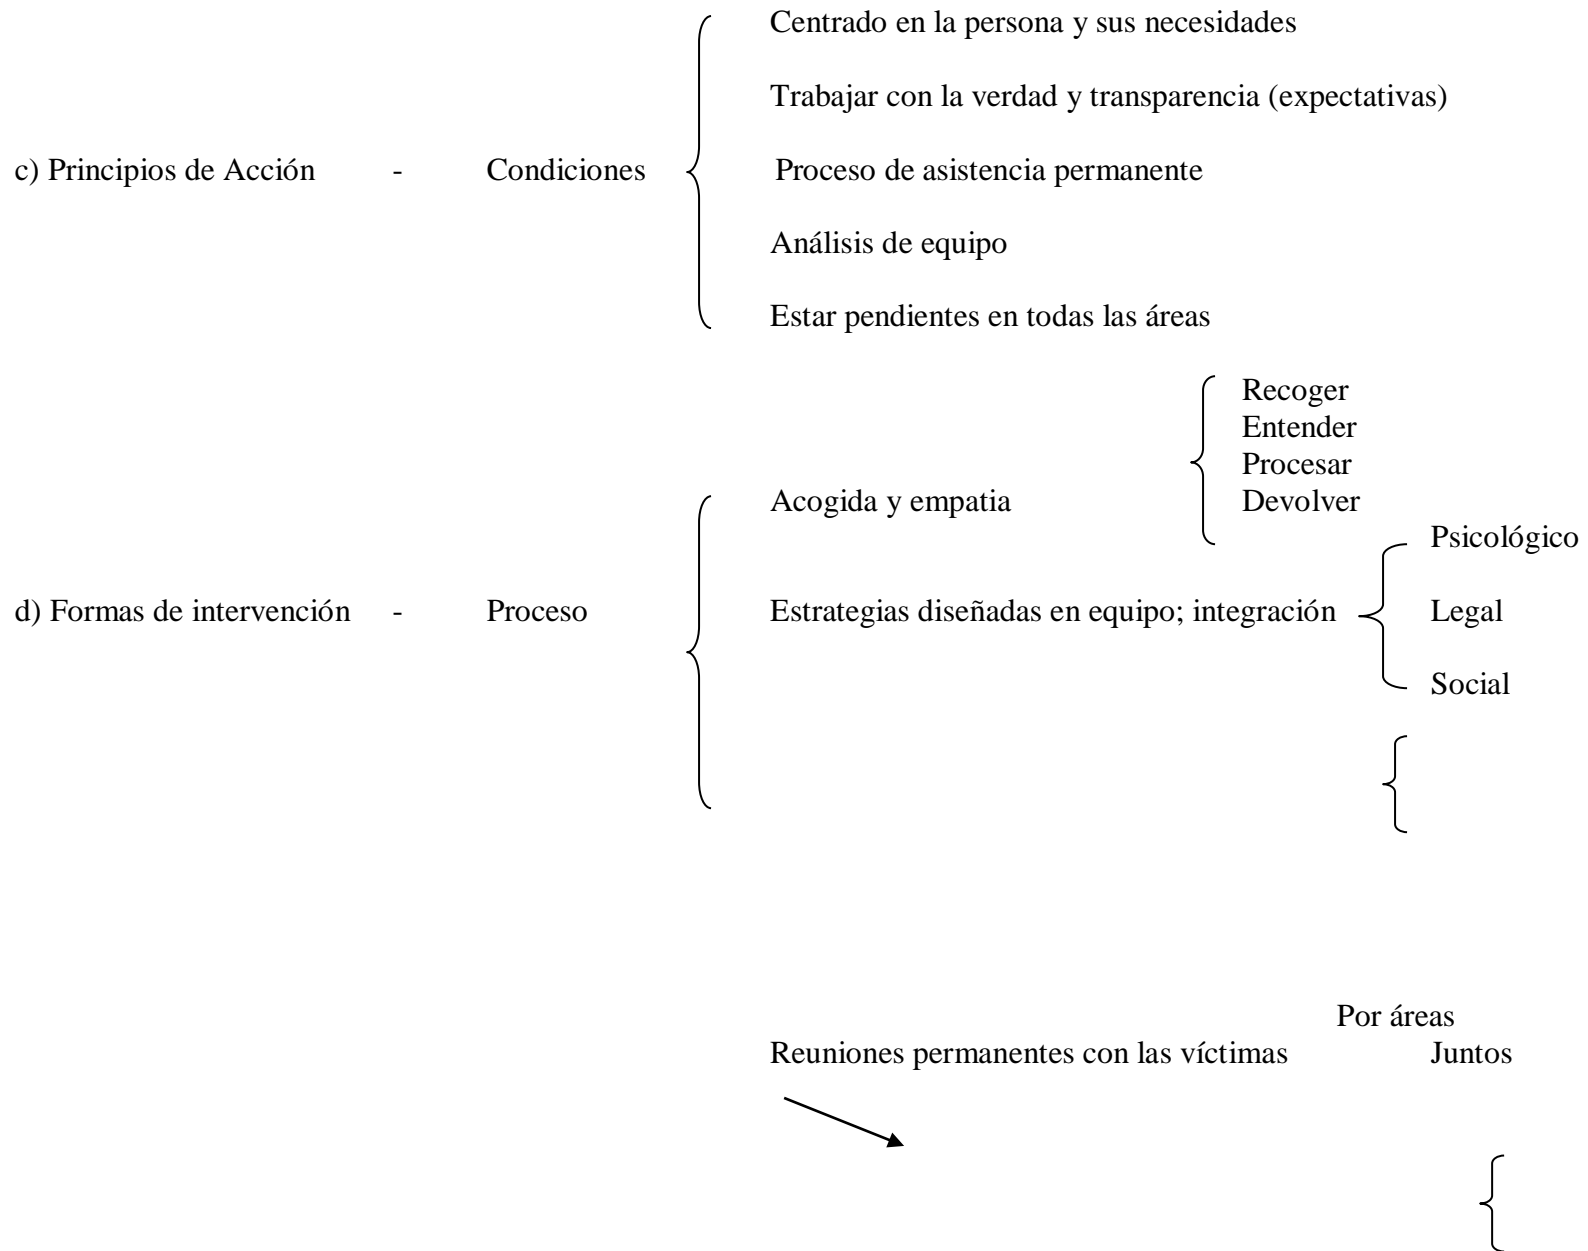 Centrado en la persona y sus necesidades
Trabajar con la verdad y transparencia (expectativas)
c) Principios de Acción - Condiciones Proceso de asistencia permanente
Análisis de equipo
Estar pendientes en todas las áreas
Recoger
Entender
Procesar
Acogida y empatia Devolver
Psicológico
d) Formas de intervención - Proceso Estrategias diseñadas en equipo; integración Legal
Social
Por áreas
Reuniones permanentes con las víctimas Juntos